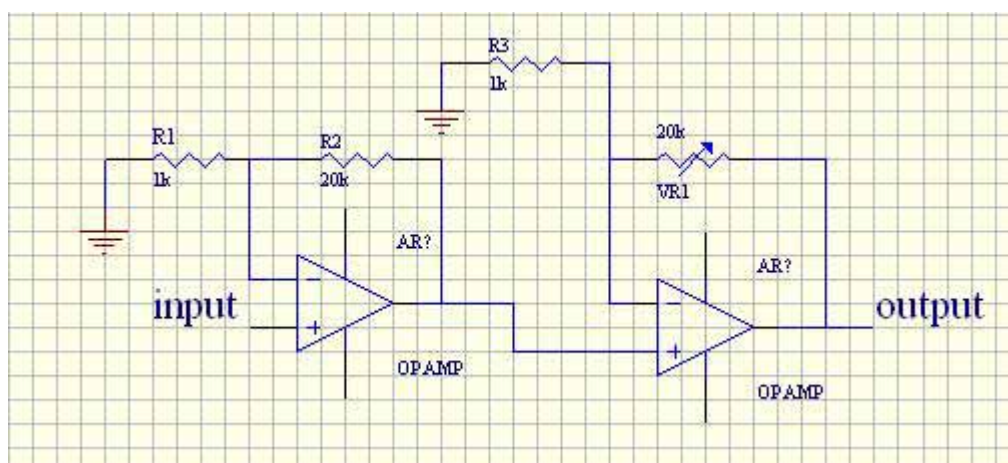 R3
1k
R1
1k
R2
20k
20k
VR1
AR?
AR?
input
-
+
-
+
output
OPAMP
OPAMP